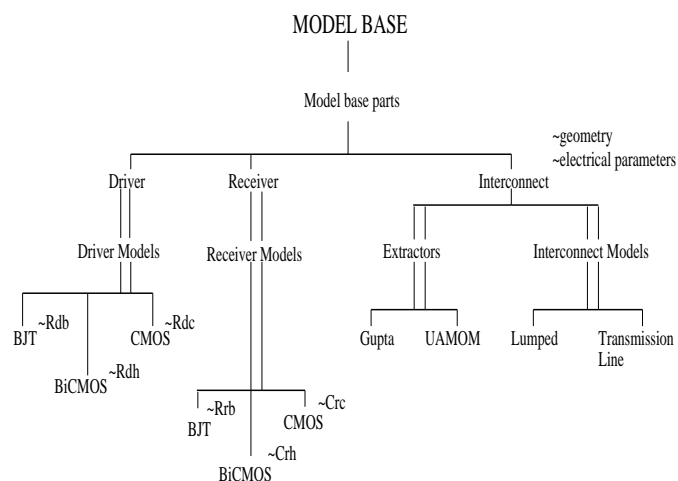 MODEL BASE
Model base parts
~geometry
~electrical parameters
Driver
Receiver
Interconnect
Driver Models
Receiver Models
Extractors
Interconnect Models
BJT
~Rdb
CMOS
~Rdc
BiCMOS
~Rdh
Gupta
UAMOM
Lumped
Transmission
Line
BJT
~Rrb
CMOS
~Crc
BiCMOS
~Crh